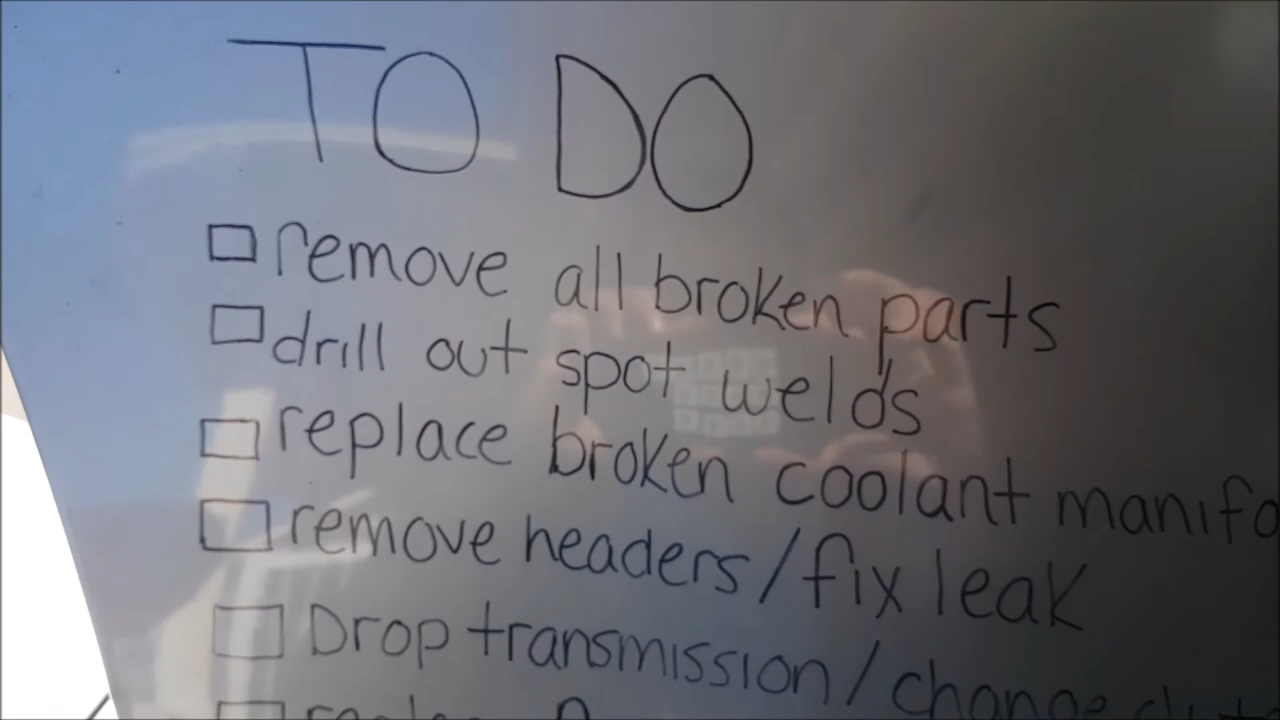 TO DO
remove all broken parts
drill out spot welds
replace broken coolant manifo
remove headers/fix leak
Drop transmission/change